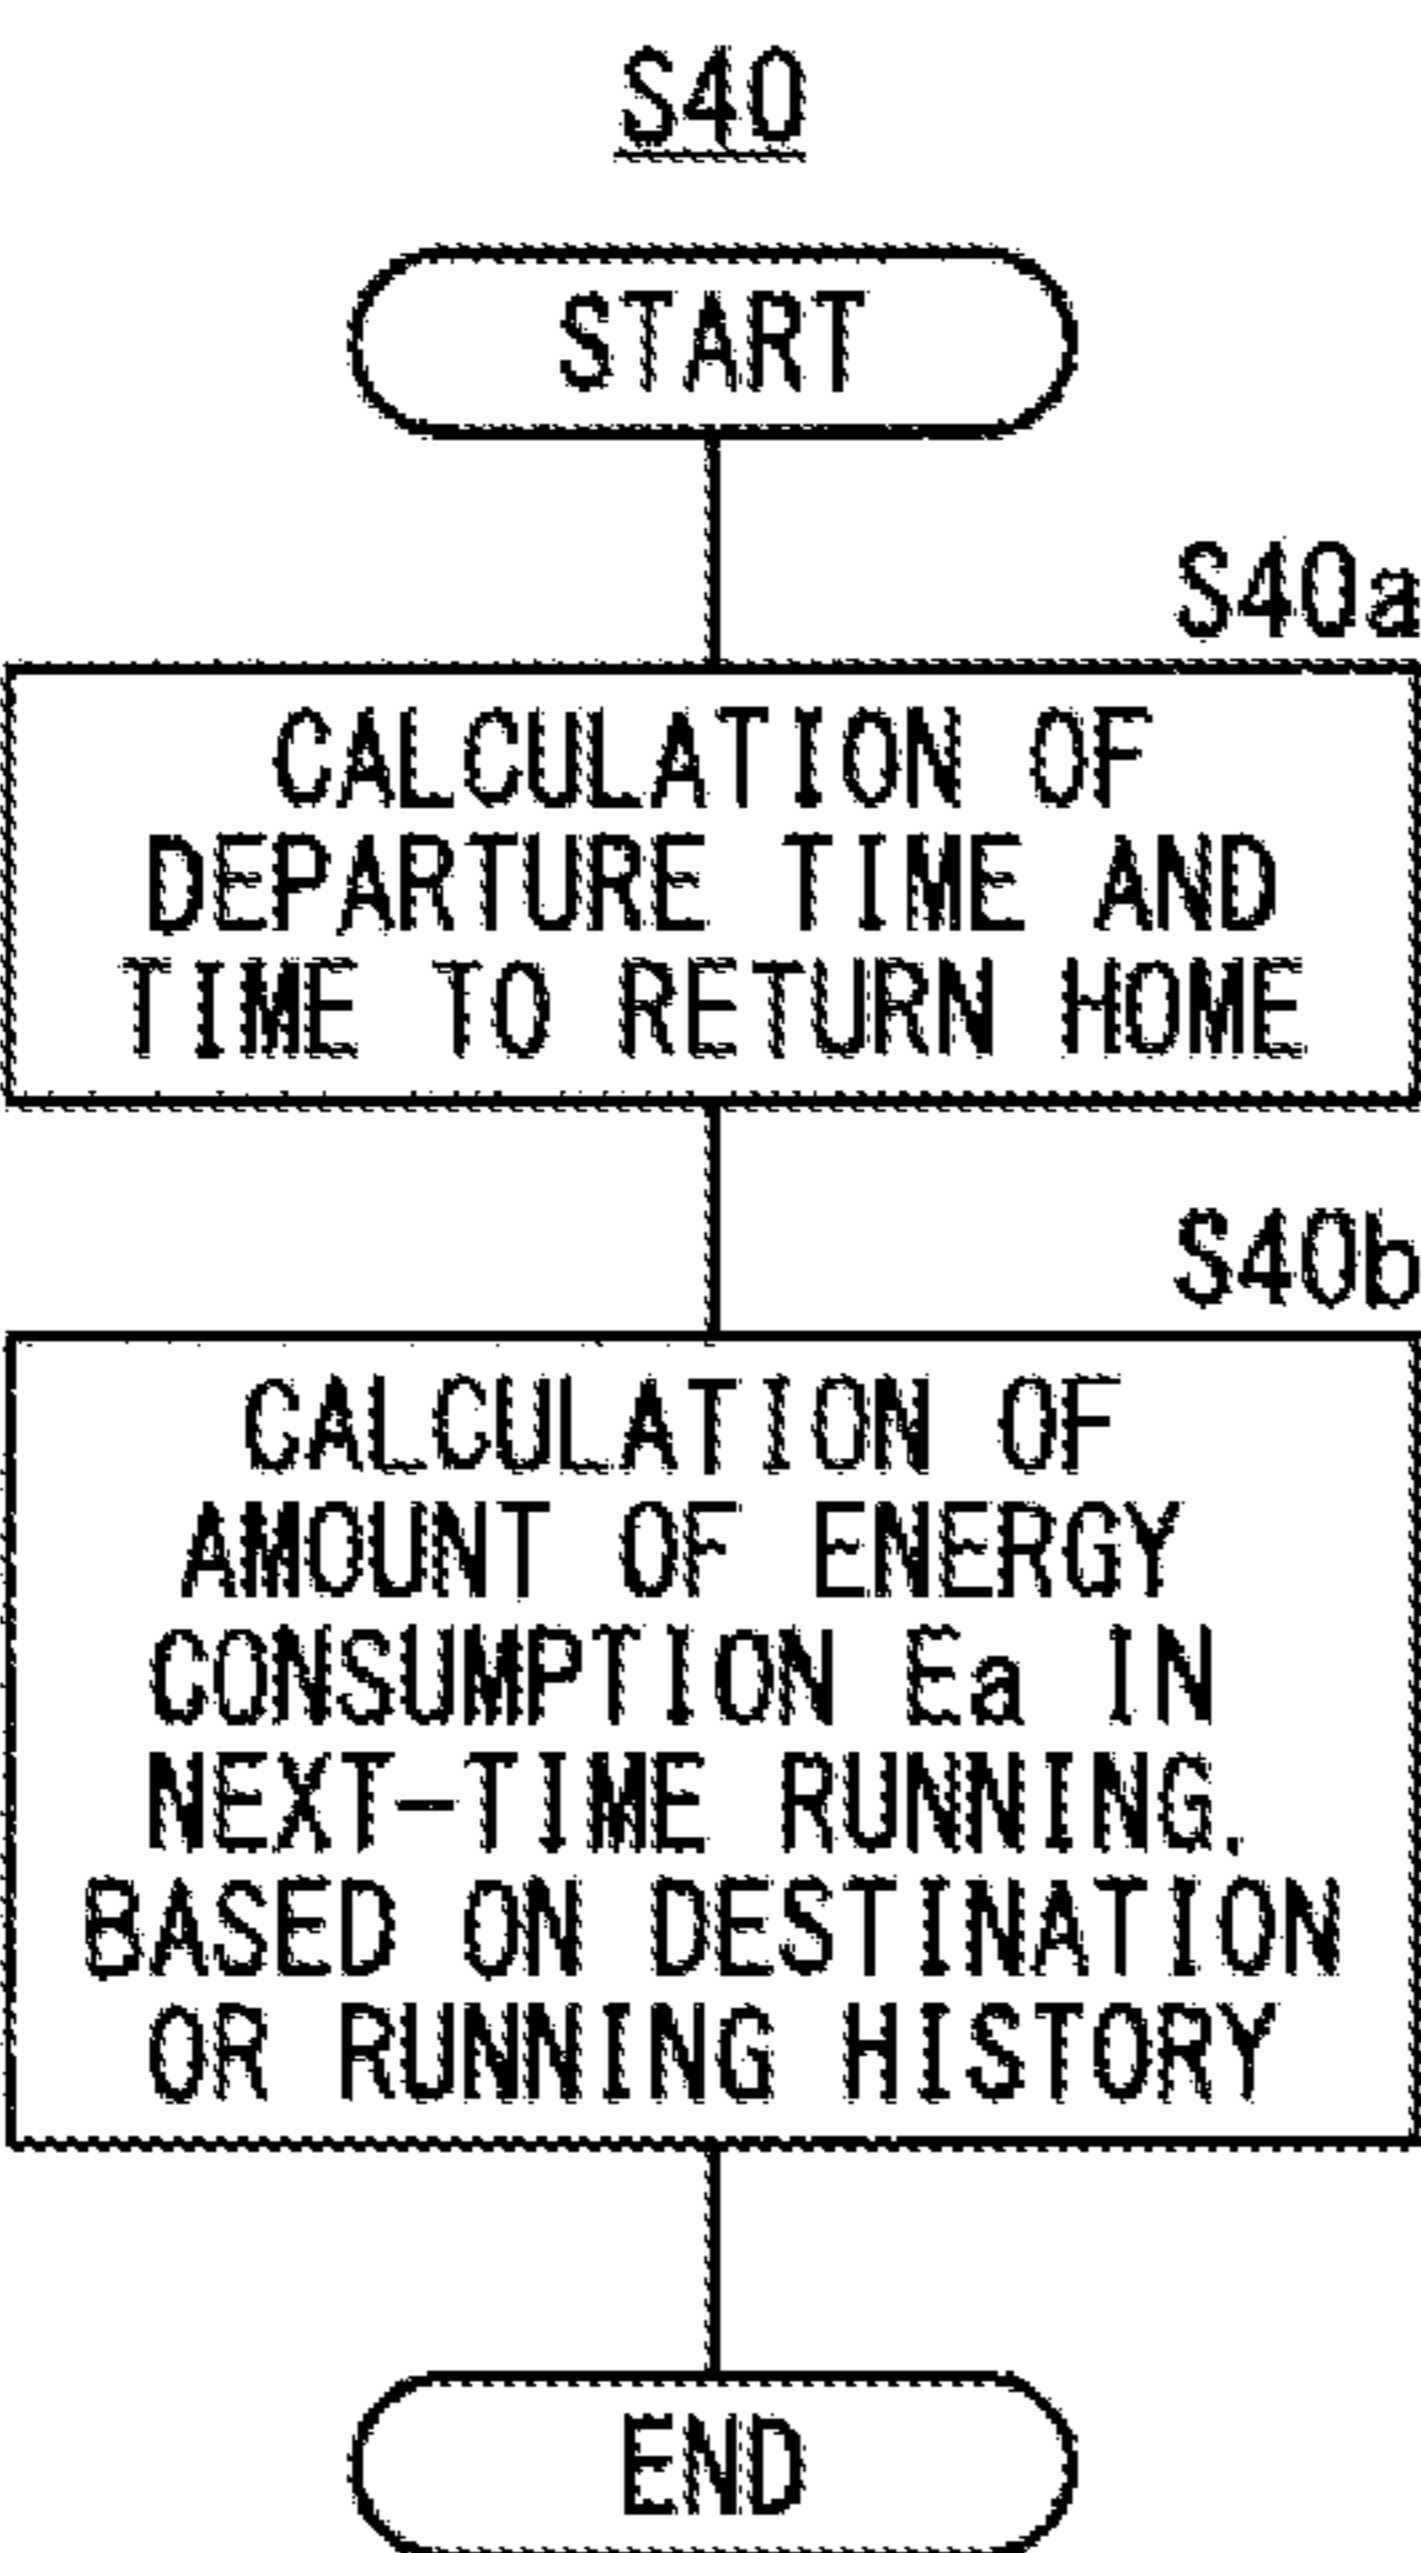 S40
START
S40a
CALCULATION OF
DEPARTURE TIME AND
TIME TO RETURN HOME
S40b
CALCULATION OF
AMOUNT OF ENERGY
CONSUMPTION Ea IN
NEXT-TIME RUNNING,
BASED ON DESTINATION
OR RUNNING HISTORY
END